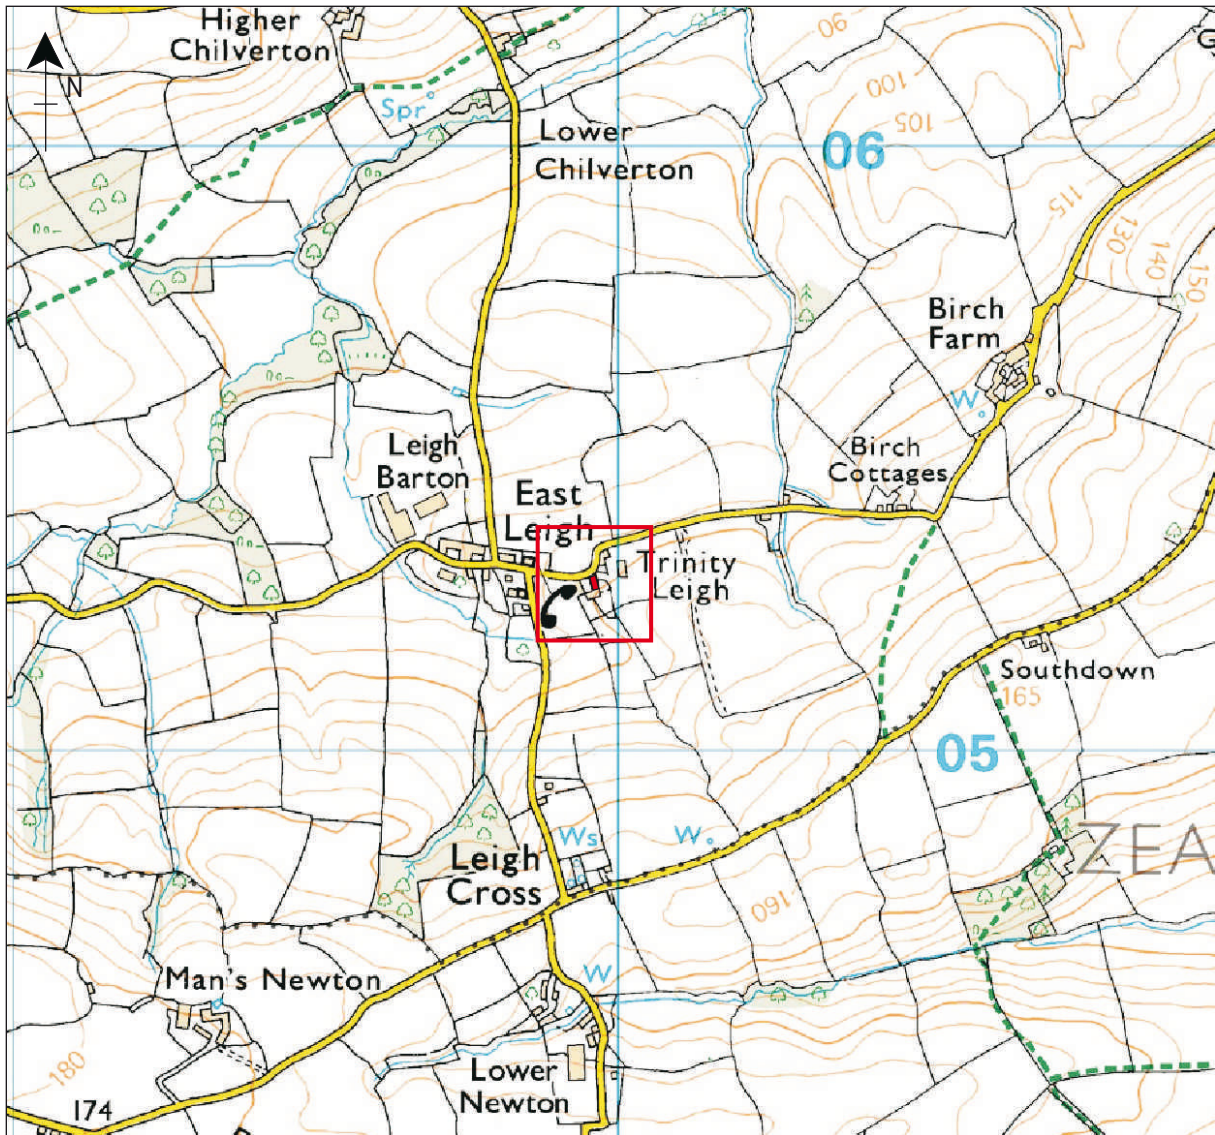 Higher
Chilverton
90
G
N
Spr
100
105
Lower
Chilverton
06
115
130
140
150
Birch
Farm
W
Leigh
Barton
Birch
Cottages
East
Leigh
Trinity
Leigh
Southdown
165
05
Ws
W
ZEA
Leigh
Cross
160
Man's Newton
W
180
Lower
Newton
174